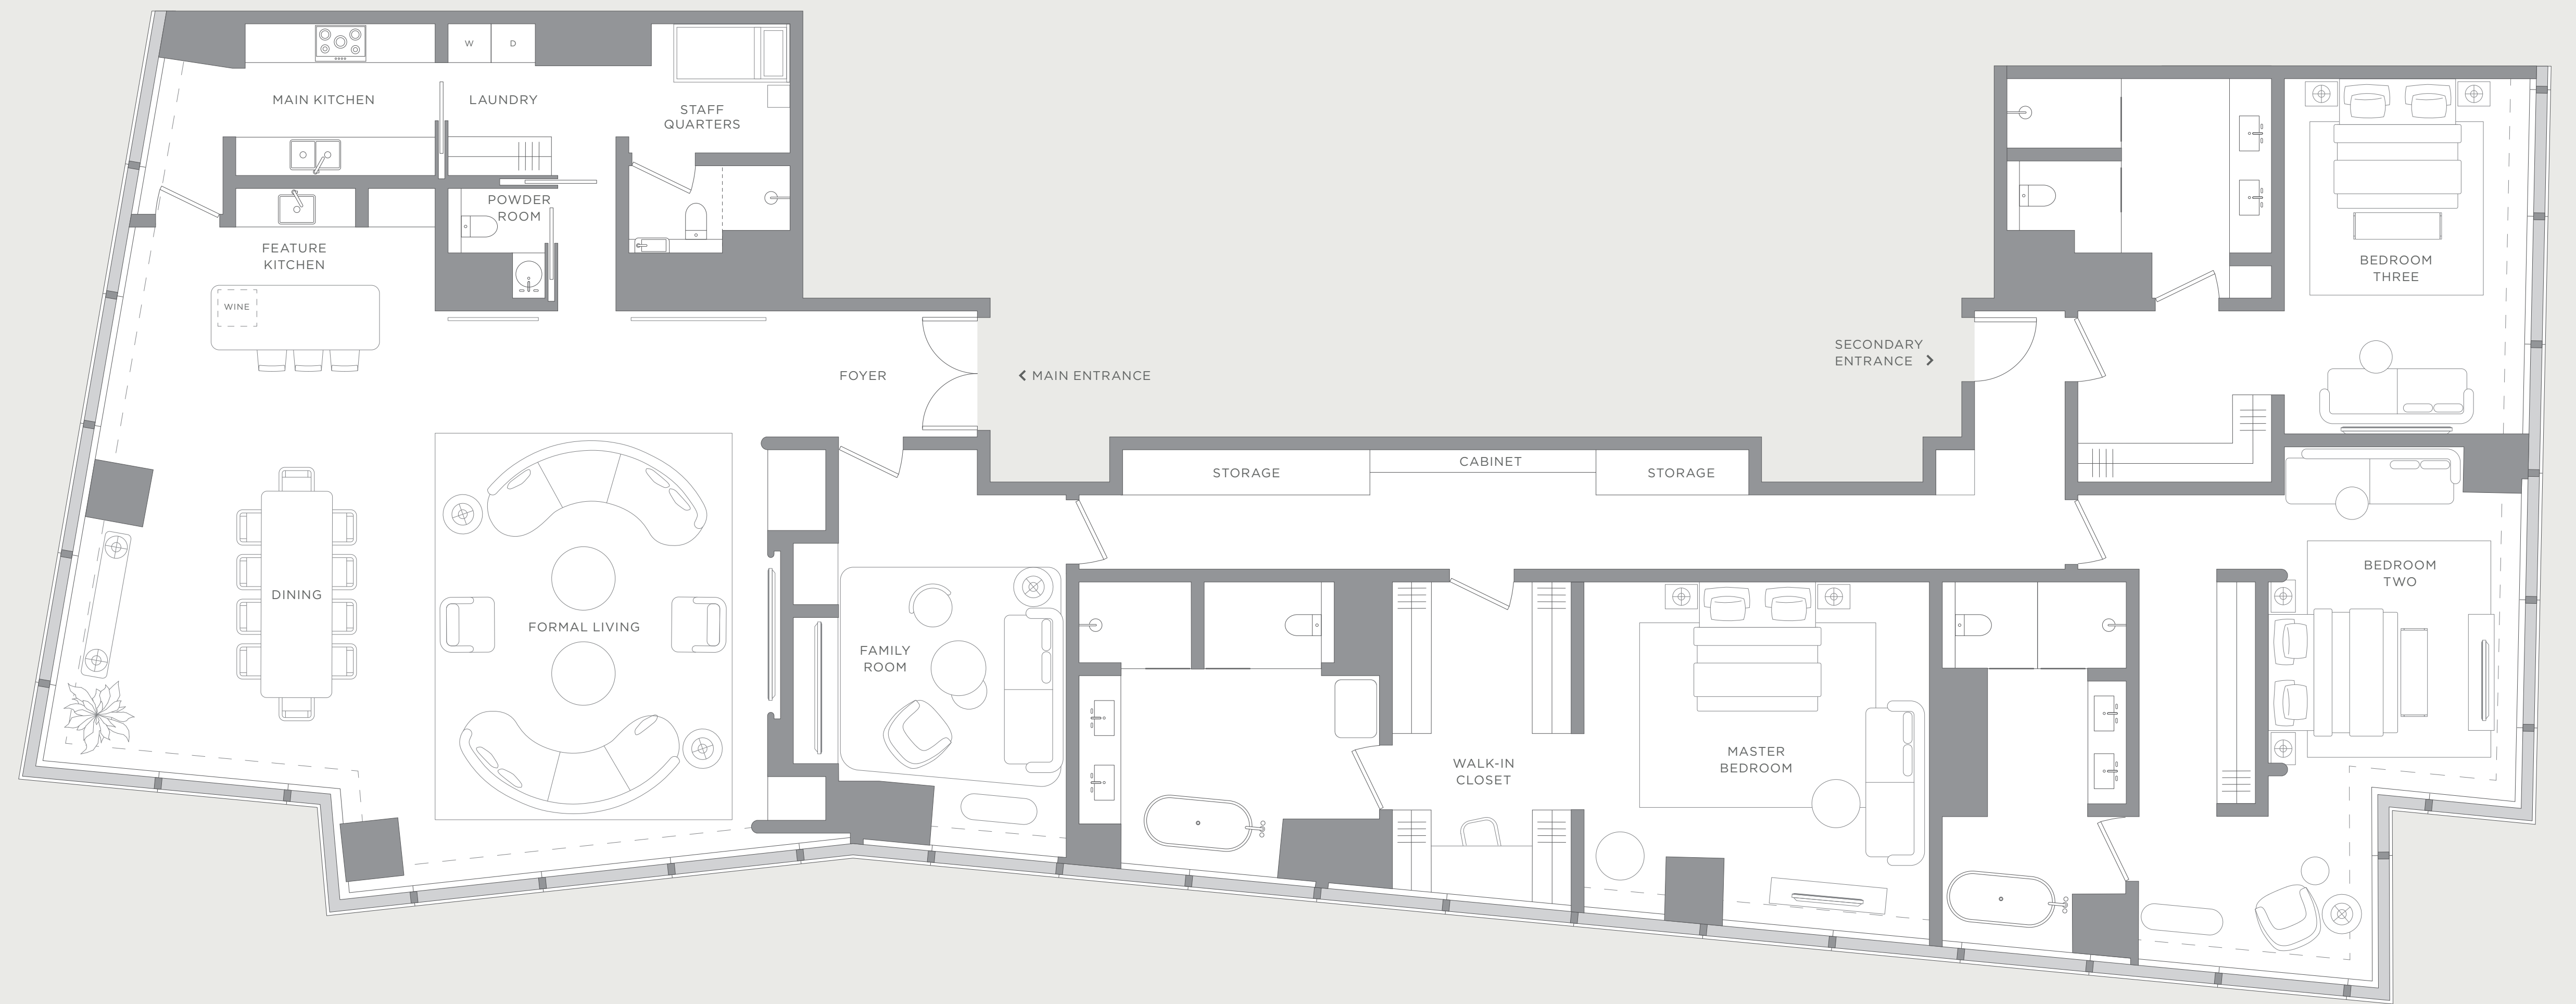 MAIN KITCHEN
W
D
LAUNDRY
STAFF
QUARTERS
POWDER
ROOM
FEATURE
KITCHEN
WINE
FOYER
MAIN ENTRANCE
SECONDARY
ENTRANCE
BEDROOM
THREE
STORAGE
CABINET
STORAGE
DINING
FORMAL LIVING
FAMILY
ROOM
WALK-IN
CLOSET
MASTER
BEDROOM
BEDROOM
TWO